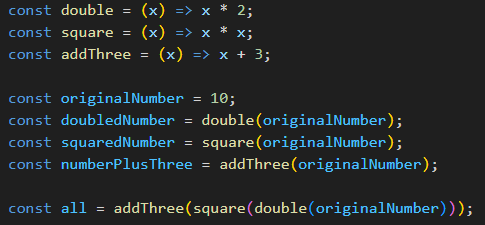 const double = (x) => x * 2;
const square = (x) => x * x;
const addThree = (x) => x + 3;

const originalNumber = 10;
const doubledNumber = double(originalNumber);
const squaredNumber = square(originalNumber);
const numberPlusThree = addThree(originalNumber);

const all = addThree(square(double(originalNumber)));